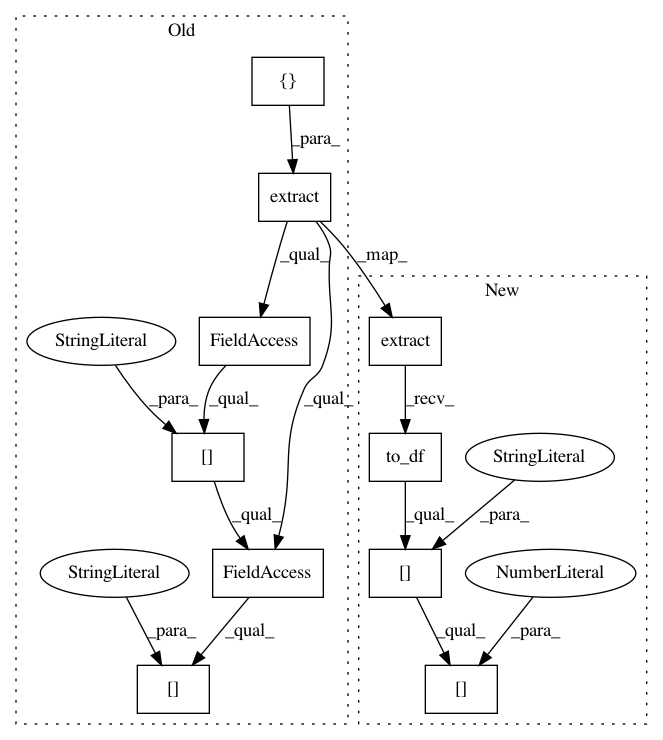 Old
{}
_para_
extract
_qual_
_map_
New
StringLiteral
FieldAccess
extract
_para_
_qual_
_qual_
_recv_
[]
to_df
StringLiteral
_qual_
_qual_
_para_
StringLiteral
FieldAccess
[]
NumberLiteral
_para_
_qual_
_qual_
_para_
[]
[]